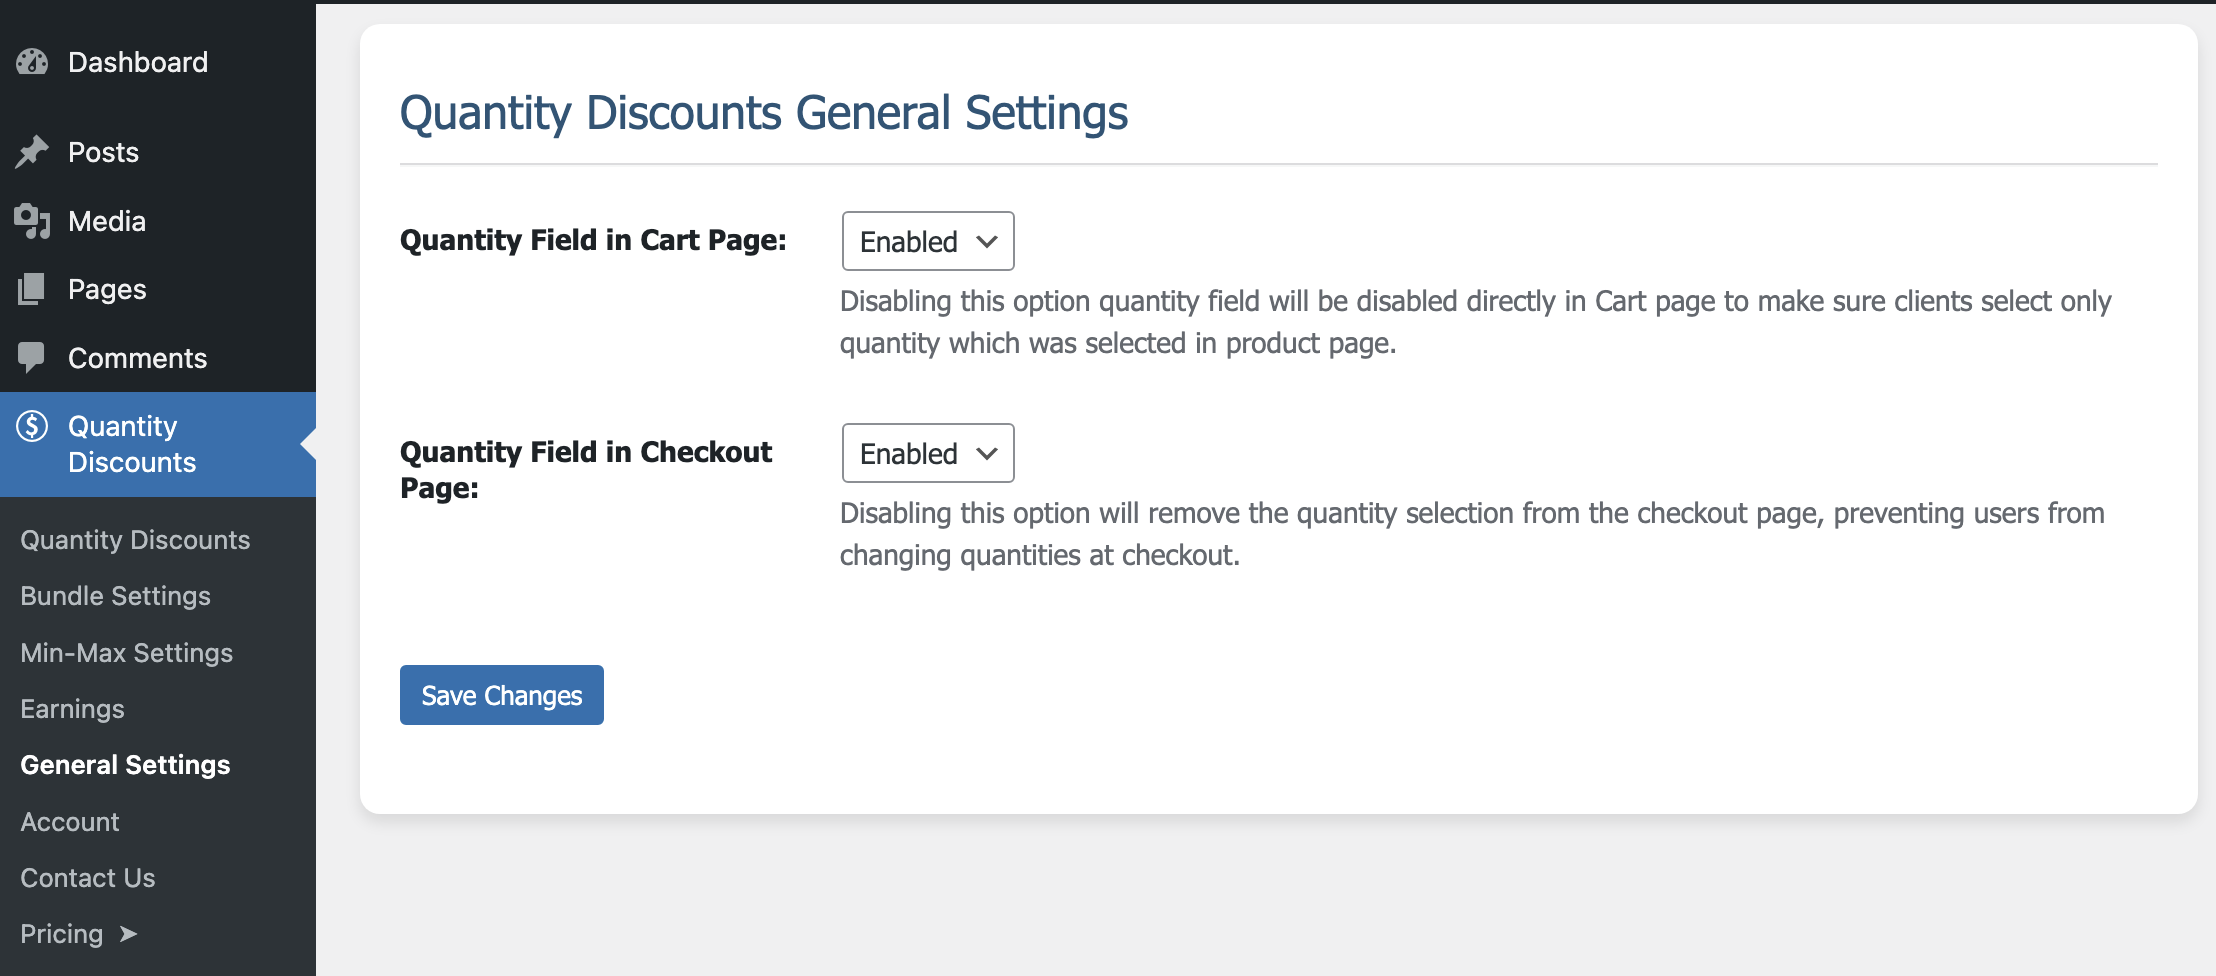 Dashboard
Posts
Media
Pages
Comments
Quantity
Discounts
Quantity Discounts
Bundle Settings
Min-Max Settings
Earnings
General Settings
Account
Contact Us
Pricing ➤
Quantity Discounts General Settings
Quantity Field in Cart Page:
Enabled
Disabling this option quantity field will be disabled directly in Cart page to make sure clients select only
quantity which was selected in product page.
Quantity Field in Checkout
Page:
Enabled
Disabling this option will remove the quantity selection from the checkout page, preventing users from
changing quantities at checkout.
Save Changes